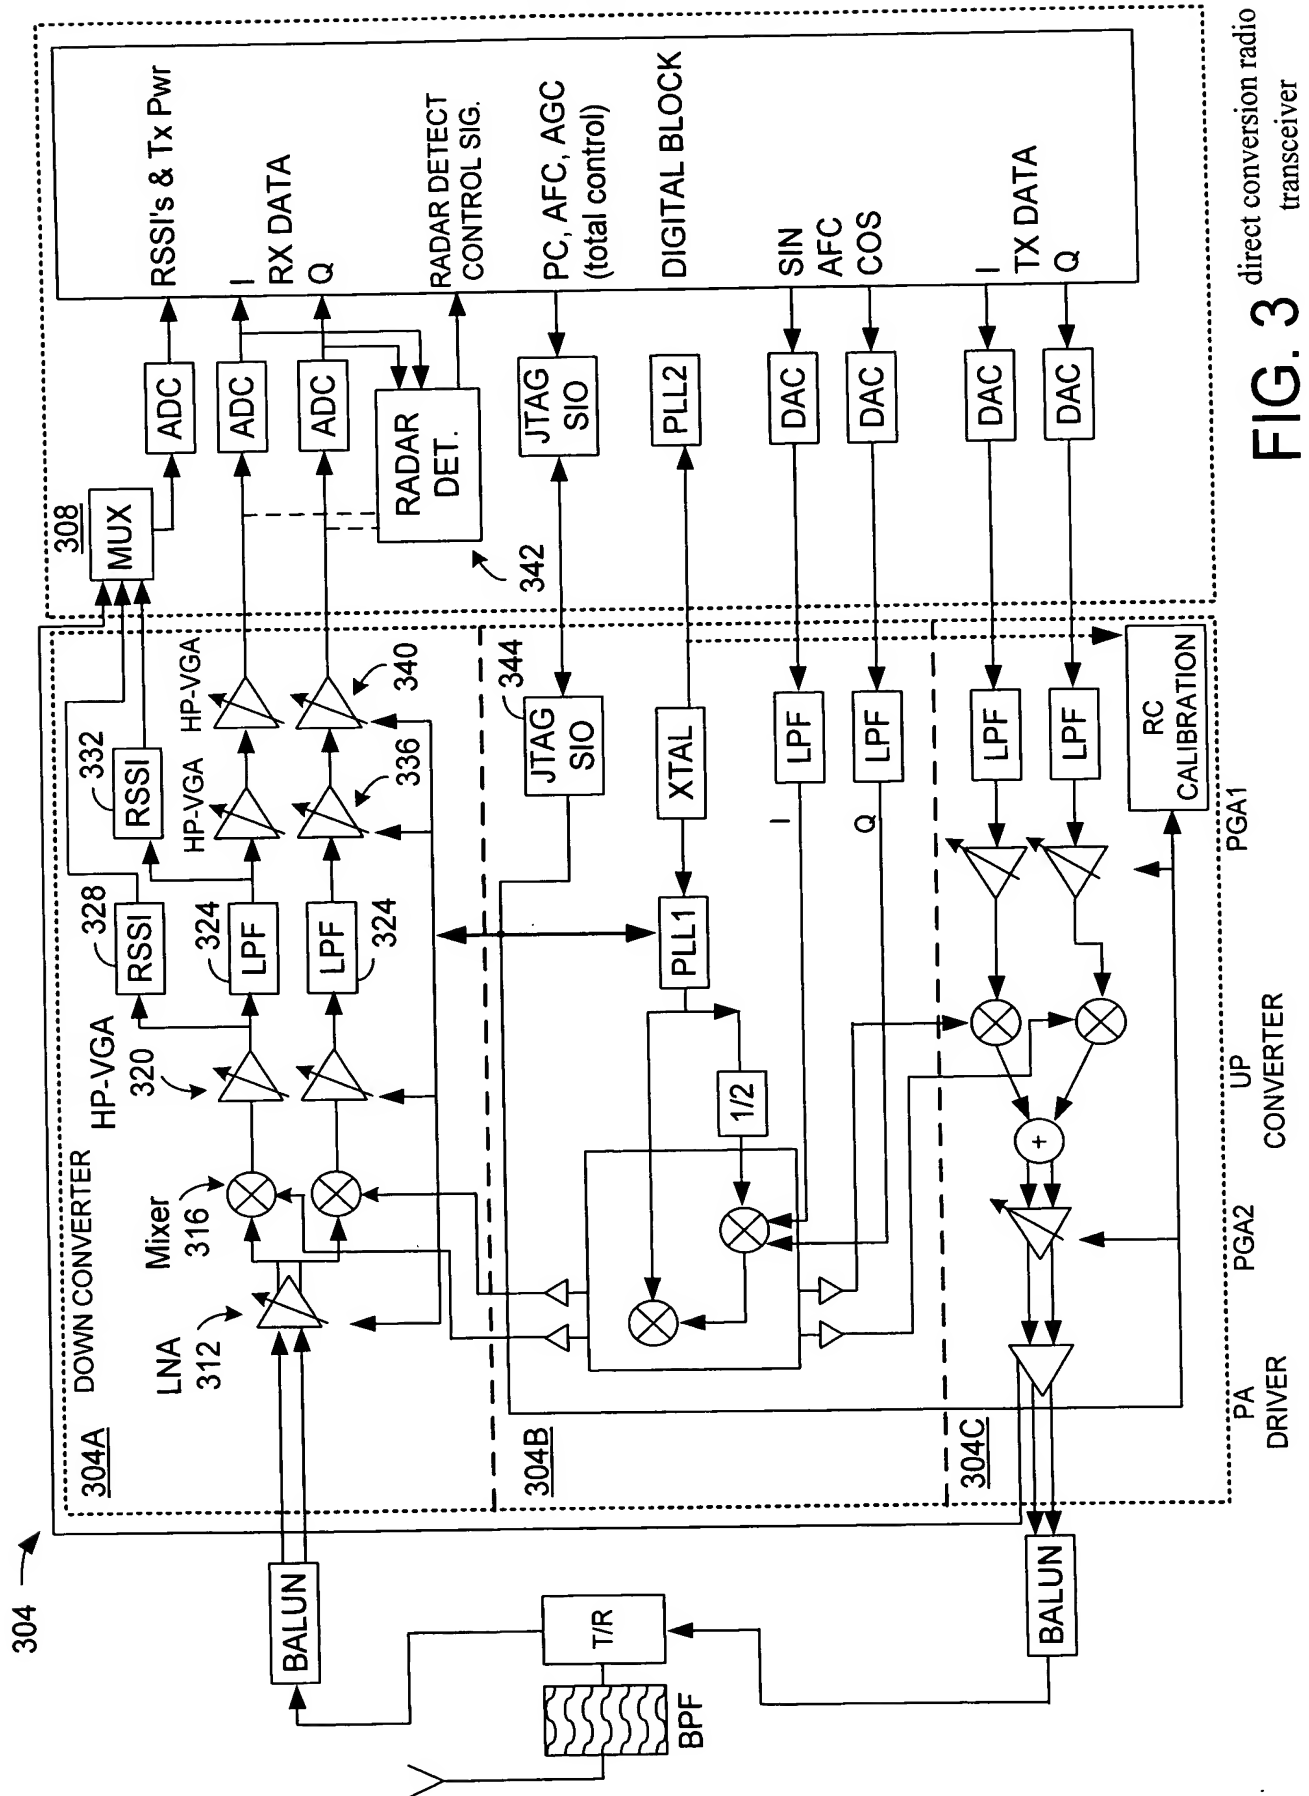 304
304A
DOWN CONVERTER
LNA
312
Mixer
316
HP-VGA
320
RSSI
328
LPF
324
LPF
324
RSSI
332
HP-VGA
HP-VGA
336
340
308
MUX
ADC
RSSI's & Tx Pwr
ADC
I
RX DATA
ADC
Q
RADAR
DET.
342
RADAR DETECT
CONTROL SIG.
BALUN
T/R
BPF
304B
344
JTAG
SIO
JTAG
SIO
PC, AFC, AGC
(total control)
1/2
PLL1
XTAL
PLL2
DIGITAL BLOCK
I
LPF
DAC
SIN
AFC
Q
LPF
DAC
COS
304C
BALUN
+
LPF
DAC
I
TX DATA
LPF
DAC
Q
RC
CALIBRATION
PA
DRIVER
PGA2
UP
CONVERTER
PGA1
FIG. 3
direct conversion radio
transceiver